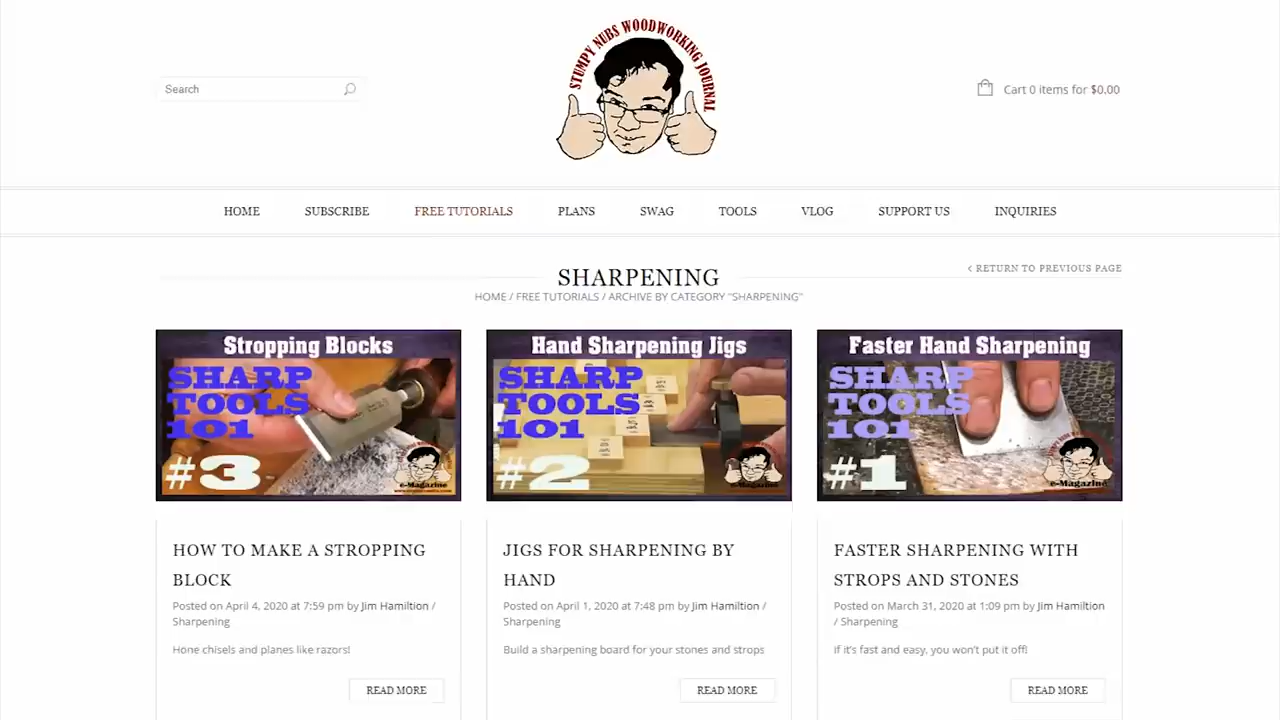 STUMPY NUBS WOODWORKING JOURNAL
Search
Cart 0 items for $0.00
HOME
SUBSCRIBE
FREE TUTORIALS
PLANS
SWAG
TOOLS
VLOG
SUPPORT US
INQUIRIES
‹ RETURN TO PREVIOUS PAGE
SHARPENING
HOME / FREE TUTORIALS / ARCHIVE BY CATEGORY "SHARPENING"
Stropping Blocks
SHARP
TOOLS
101
#3
e-Magazine
HOW TO MAKE A STROPPING
BLOCK
Posted on April 4, 2020 at 7:59 pm by Jim Hamiltion /
Sharpening
Hone chisels and planes like razors!
READ MORE
Hand Sharpening Jigs
SHARP
TOOLS
101
#2
e-Magazine
JIGS FOR SHARPENING BY
HAND
Posted on April 1, 2020 at 7:48 pm by Jim Hamiltion /
Sharpening
Build a sharpening board for your stones and strops
READ MORE
Faster Hand Sharpening
SHARP
TOOLS
101
#1
e-Magazine
FASTER SHARPENING WITH
STROPS AND STONES
Posted on March 31, 2020 at 1:09 pm by Jim Hamiltion
/ Sharpening
if it's fast and easy, you won't put it off!
READ MORE